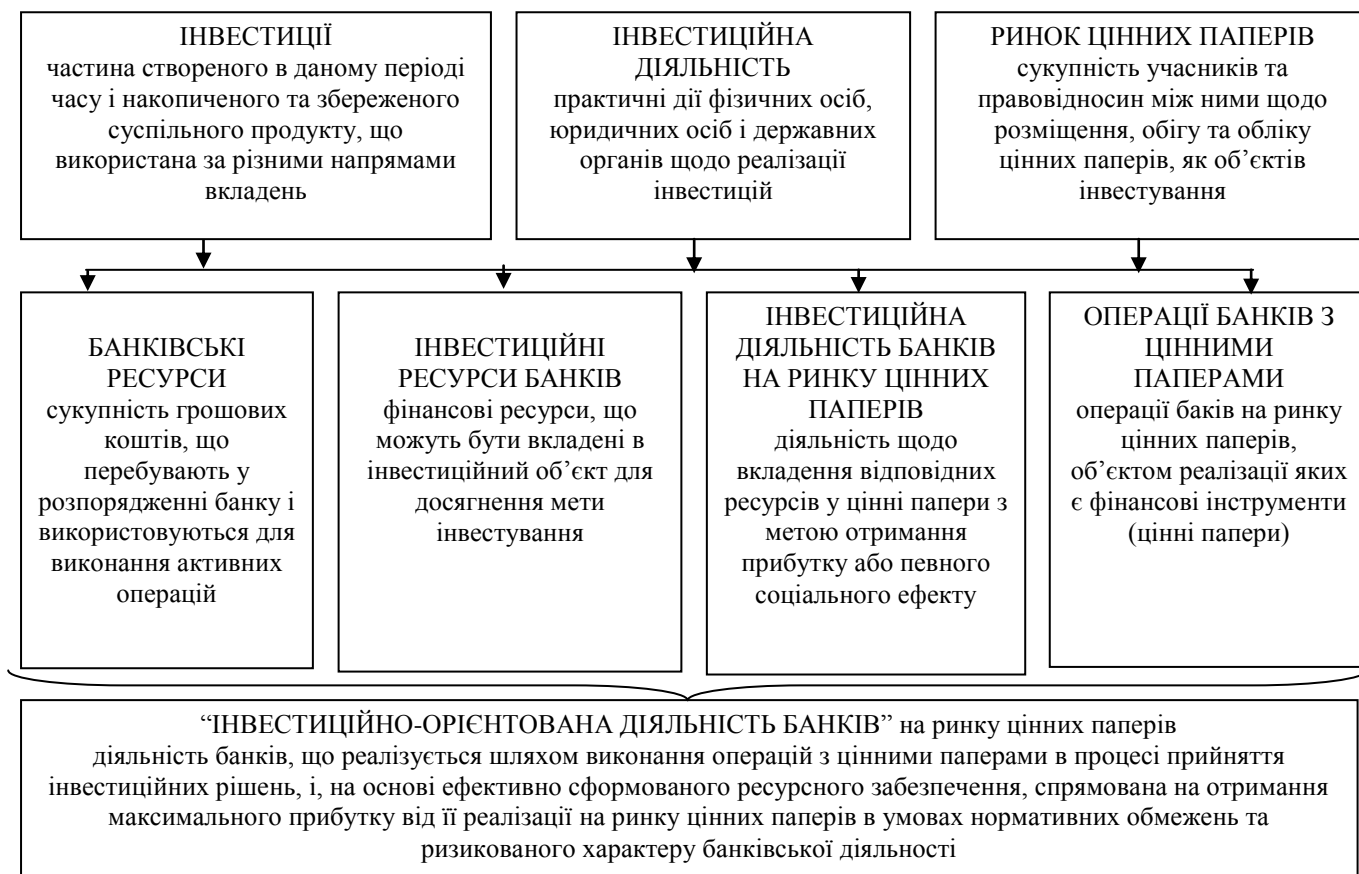 ІНВЕСТИЦІЇ
частина створеного в даному періоді
часу і накопиченого та збереженого
суспільного продукту, що
використана за різними напрямами
вкладень
ІНВЕСТИЦІЙНА
ДІЯЛЬНІСТЬ
практичні дії фізичних осіб,
юридичних осіб і державних
органів щодо реалізації
інвестицій
РИНОК ЦІННИХ ПАПЕРІВ
сукупність учасників та
правовідносин між ними щодо
розміщення, обігу та обліку
цінних паперів, як об’єктів
інвестування
БАНКІВСЬКІ
РЕСУРСИ
сукупність грошових
коштів, що
перебувають у
розпорядженні банку і
використовуються для
виконання активних
операцій
ІНВЕСТИЦІЙНІ
РЕСУРСИ БАНКІВ
фінансові ресурси, що
можуть бути вкладені в
інвестиційний об’єкт для
досягнення мети
інвестування
ІНВЕСТИЦІЙНА
ДІЯЛЬНІСТЬ БАНКІВ
НА РИНКУ ЦІННИХ
ПАПЕРІВ
діяльність щодо
вкладення відповідних
ресурсів у цінні папери з
метою отримання
прибутку або певного
соціального ефекту
ОПЕРАЦІЇ БАНКІВ З
ЦІННИМИ
ПАПЕРАМИ
операції баків на ринку
цінних паперів,
об’єктом реалізації яких
є фінансові інструменти
(цінні папери)
“ІНВЕСТИЦІЙНО-ОРІЄНТОВАНА ДІЯЛЬНІСТЬ БАНКІВ” на ринку цінних паперів
діяльність банків, що реалізується шляхом виконання операцій з цінними паперами в процесі прийняття
інвестиційних рішень, і, на основі ефективно сформованого ресурсного забезпечення, спрямована на отримання
максимального прибутку від її реалізації на ринку цінних паперів в умовах нормативних обмежень та
ризикованого характеру банківської діяльності